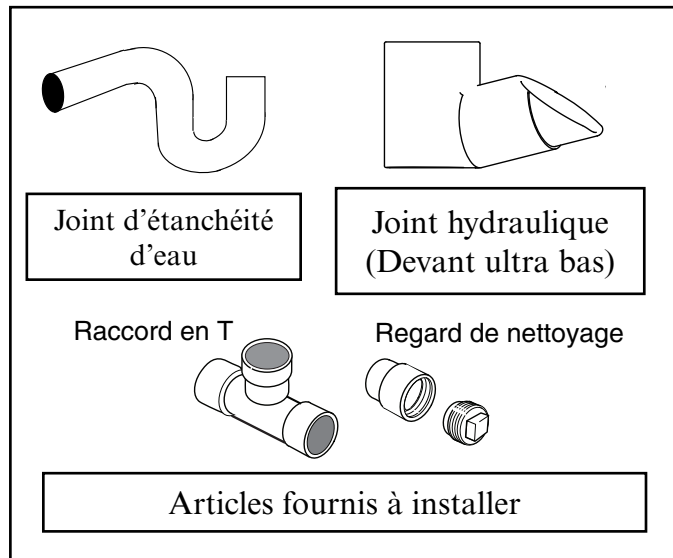 Joint d'étanchéité
d'eau
Joint hydraulique
(Devant ultra bas)
Raccord en T
Regard de nettoyage
Articles fournis à installer